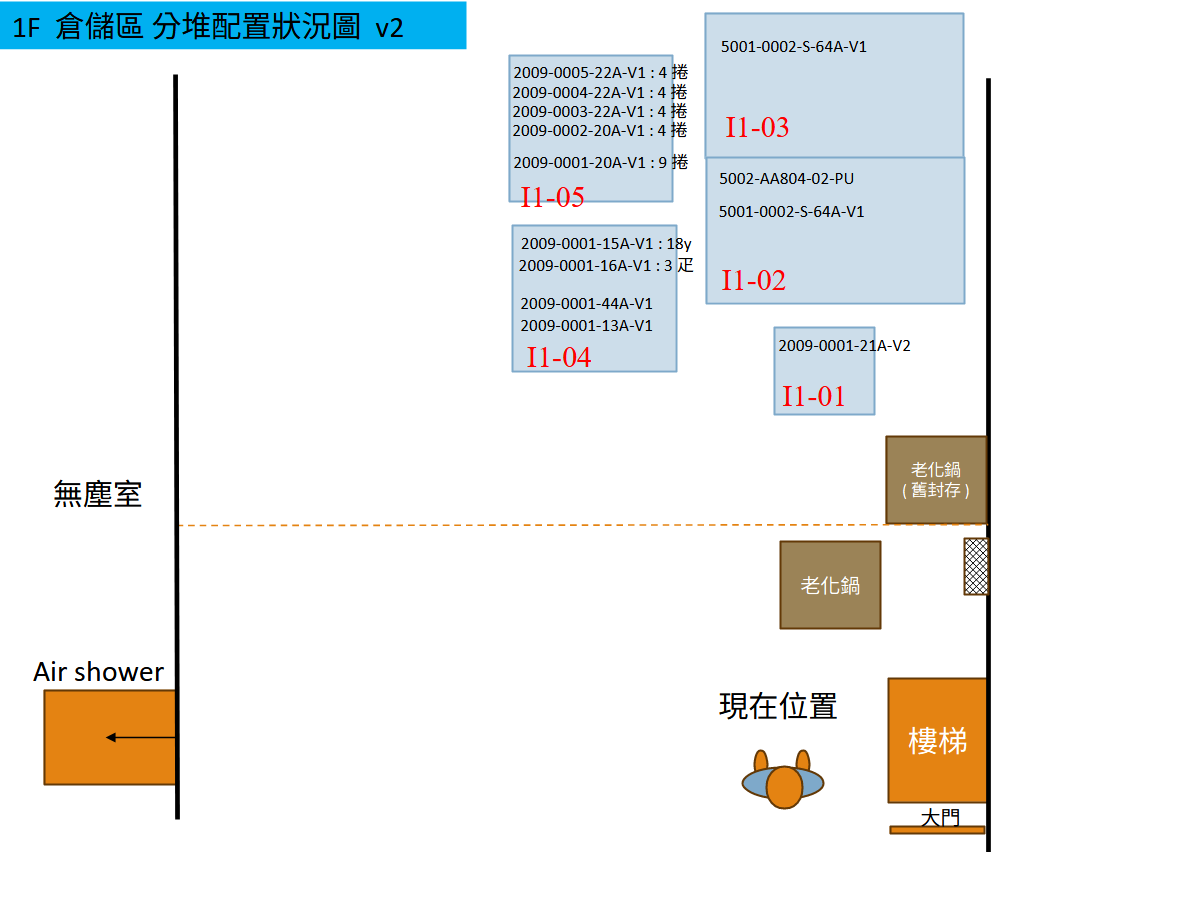 1F 倉儲區 分堆配置狀況圖 v2
2009-0005-22A-V1 : 4 捲
2009-0004-22A-V1 : 4 捲
2009-0003-22A-V1 : 4 捲
2009-0002-20A-V1 : 4 捲
2009-0001-20A-V1 : 9 捲
I1-05
5001-0002-S-64A-V1
I1-03
5002-AA804-02-PU
5001-0002-S-64A-V1
I1-02
2009-0001-15A-V1 : 18y
2009-0001-16A-V1 : 3 疋
2009-0001-44A-V1
2009-0001-13A-V1
I1-04
2009-0001-21A-V2
I1-01
老化鍋
( 舊封存 )
無塵室
老化鍋
Air shower
現在位置
樓梯
大門